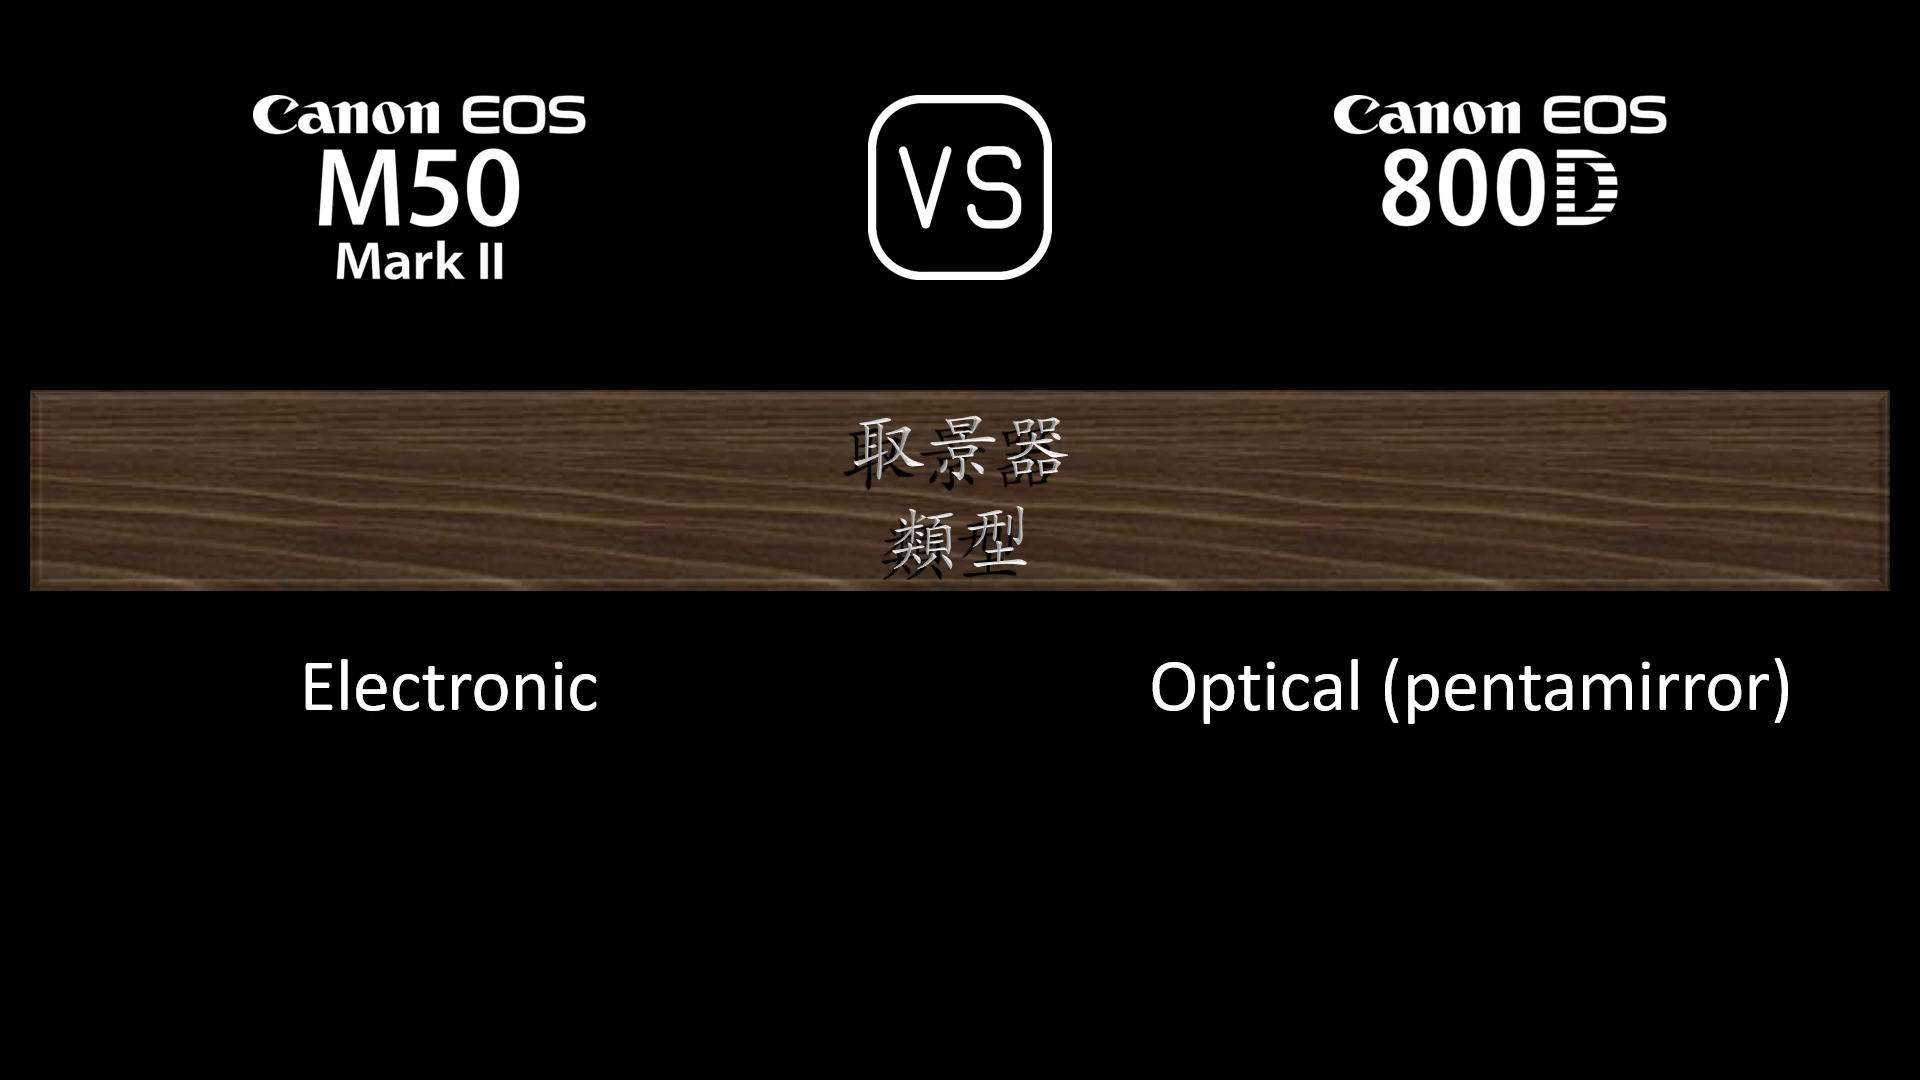 Canon EOS
M50
Mark II
VS
Canon EOS
800D
取景器
類型
Electronic
Optical (pentamirror)